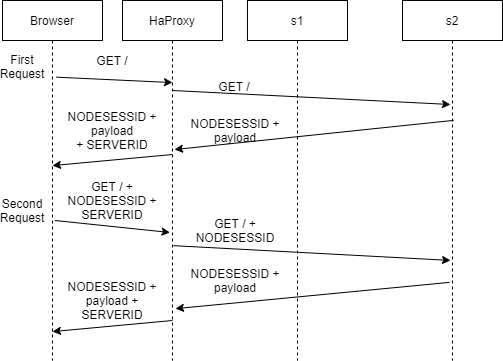 Browser
HaProxy
s1
s2
First
Request
GET /
GET /
NODESESSID +
payload
+ SERVERID
NODESESSID +
payload
Second
Request
GET / +
NODESESSID +
SERVERID
GET / +
NODESESSID
NODESESSID +
payload
NODESESSID +
payload +
SERVERID